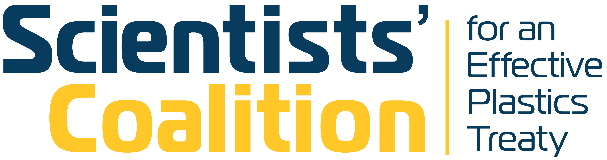 Scientists’
Coalition
for an
Effective
Plastics
Treaty